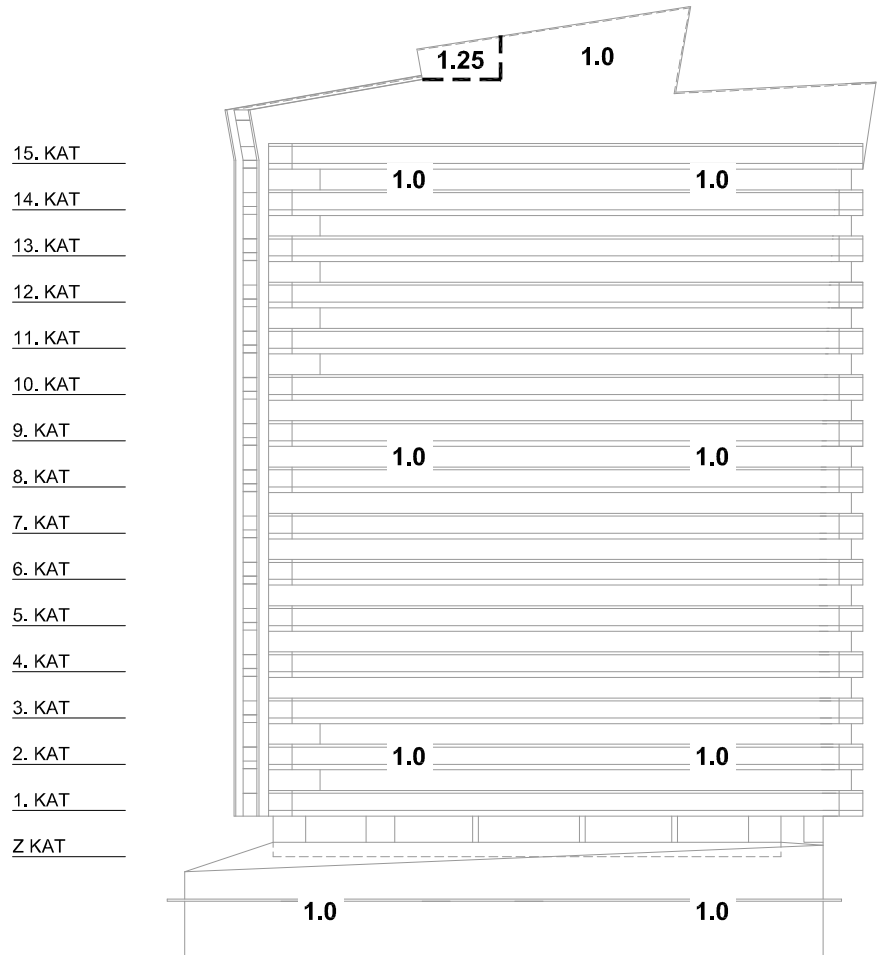 1.25 1.0
15. KAT
1.0 1.0
14. KAT
13. KAT
12. KAT
11. KAT
10. KAT
9. KAT
1.0 1.0
8. KAT
7. KAT
6. KAT
5. KAT
4. KAT
3. KAT
2. KAT
1.0 1.0
1. KAT
Z KAT
1.0 1.0